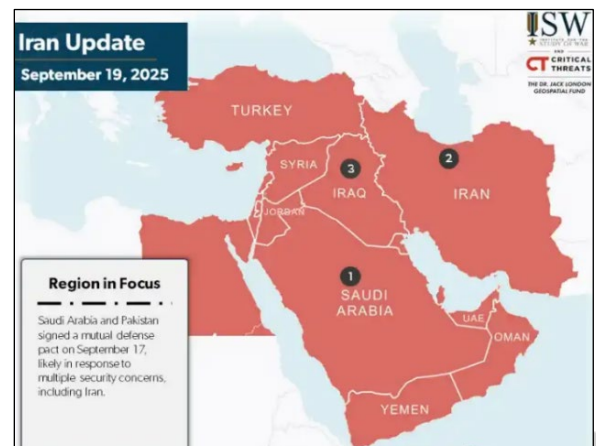 Iran Update
September 19, 2025
ISW
INSTITUTE FOR THE
STUDY OF WAR
AND
CT CRITICAL
THREATS
THE DR. JACK LONDON
GEOSPATIAL FUND
TURKEY
SYRIA
3
IRAQ
2
IRAN
JORDAN
1
SAUDI
ARABIA
UAE
OMAN
YEMEN
Region in Focus
Saudi Arabia and Pakistan
signed a mutual defense
pact on September 17,
likely in response to
multiple security concerns,
including Iran.